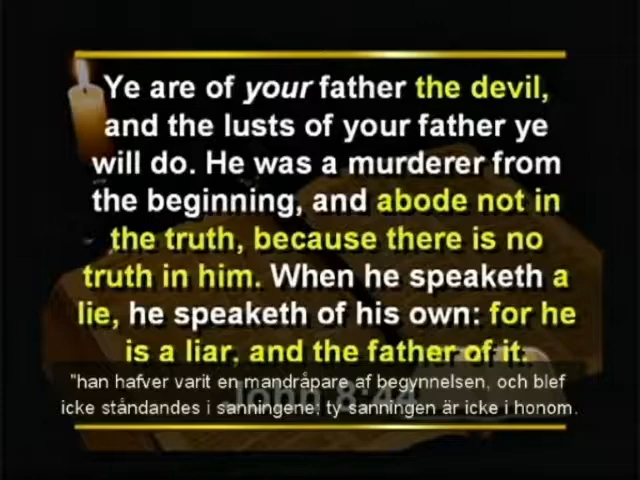 Ye are of your father the devil,
and the lusts of your father ye
will do. He was a murderer from
the beginning, and abode not in
the truth, because there is no
truth in him. When he speaketh a
lie, he speaketh of his own: for he
is a liar, and the father of it.
"han hafver varit en mandråpare af begynnelsen, och blef
John 8:44
icke ståndandes i sanningene; ty sanningen är icke i honom.